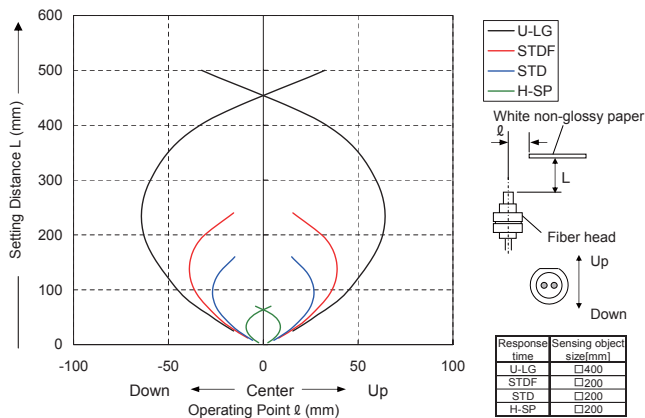 600
500
400
300
200
100
0
Setting Distance L (mm)
-100
-50
0
50
100
Down
Center
Up
Operating Point ℓ (mm)
U-LG
STDF
STD
H-SP
White non-glossy paper
ℓ
L
Fiber head
Up
Down
Response time Sensing object size[mm]
U-LG □400
STDF □200
STD □200
H-SP □200